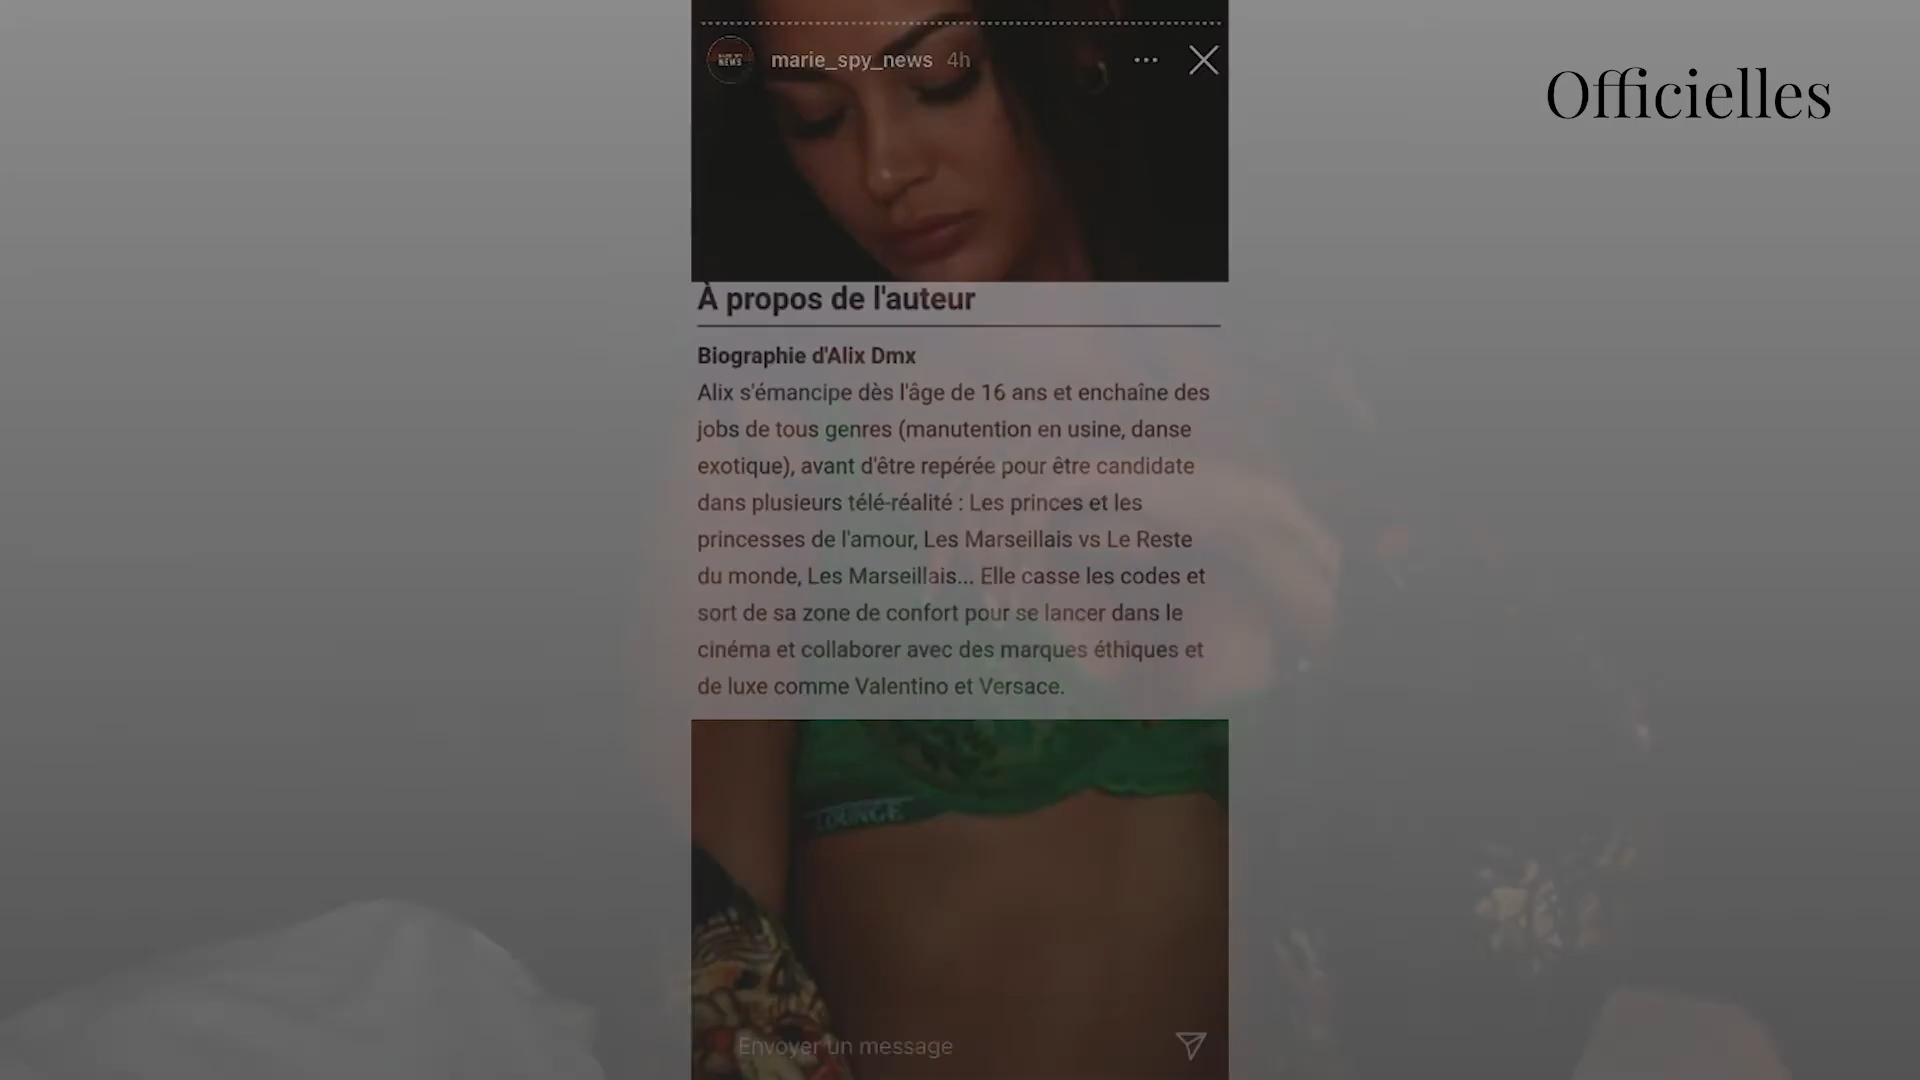 Officielles
marie_spy_news 4h
NEWS
À propos de l'auteur
Biographie d'Alix Dmx
Alix s'émancipe dès l'âge de 16 ans et enchaîne des
jobs de tous genres (manutention en usine, danse
exotique), avant d'être repérée pour être candidate
dans plusieurs télé-réalité : Les princes et les
princesses de l'amour, Les Marseillais vs Le Reste
du monde, Les Marseillais... Elle casse les codes et
sort de sa zone de confort pour se lancer dans le
cinéma et collaborer avec des marques éthiques et
de luxe comme Valentino et Versace.
LOUNGE
Envoyer un message